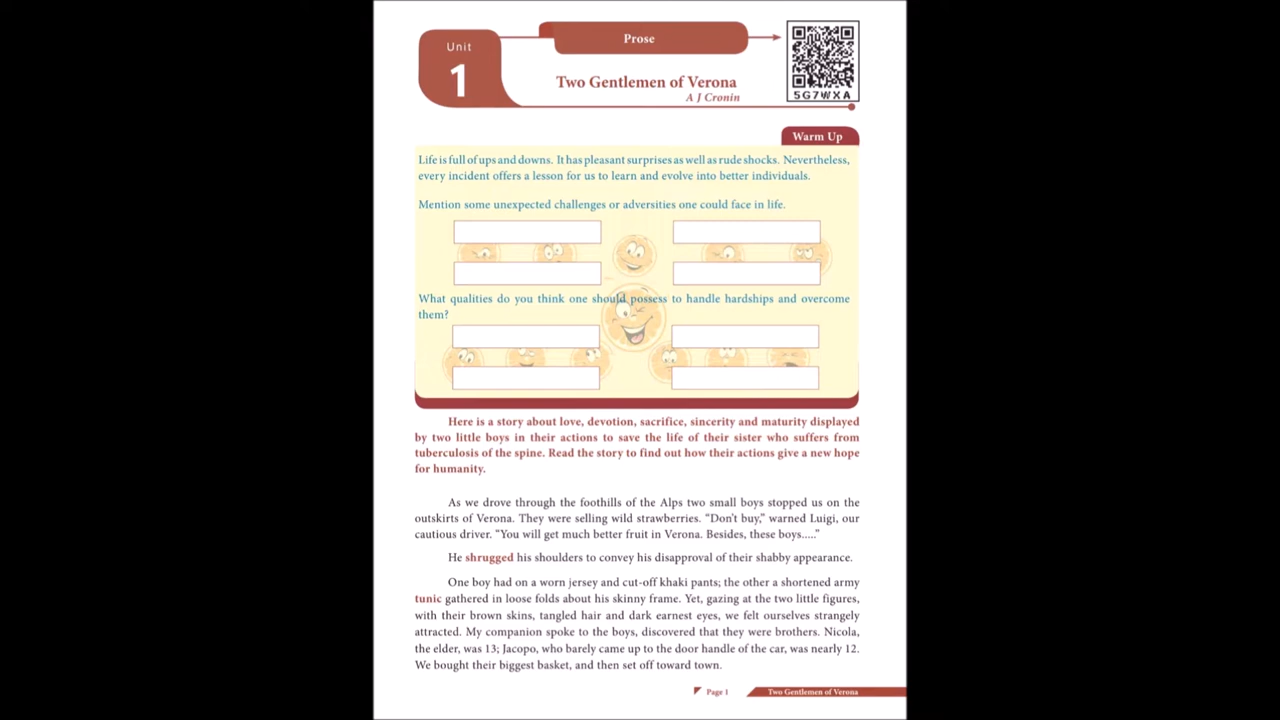 Unit
1
Prose
Two Gentlemen of Verona
A J Cronin
5G7WXA
Warm Up
Life is full of ups and downs. It has pleasant surprises as well as rude shocks. Nevertheless,
every incident offers a lesson for us to learn and evolve into better individuals.
Mention some unexpected challenges or adversities one could face in life.
What qualities do you think one should possess to handle hardships and overcome
them?
Here is a story about love, devotion, sacrifice, sincerity and maturity displayed
by two little boys in their actions to save the life of their sister who suffers from
tuberculosis of the spine. Read the story to find out how their actions give a new hope
for humanity.
As we drove through the foothills of the Alps two small boys stopped us on the
outskirts of Verona. They were selling wild strawberries. “Don’t buy,” warned Luigi, our
cautious driver. “You will get much better fruit in Verona. Besides, these boys.....”
He shrugged his shoulders to convey his disapproval of their shabby appearance.
One boy had on a worn jersey and cut-off khaki pants; the other a shortened army
tunic gathered in loose folds about his skinny frame. Yet, gazing at the two little figures,
with their brown skins, tangled hair and dark earnest eyes, we felt ourselves strangely
attracted. My companion spoke to the boys, discovered that they were brothers. Nicola,
the elder, was 13; Jacopo, who barely came up to the door handle of the car, was nearly 12.
We bought their biggest basket, and then set off toward town.
Page 1
Two Gentlemen of Verona